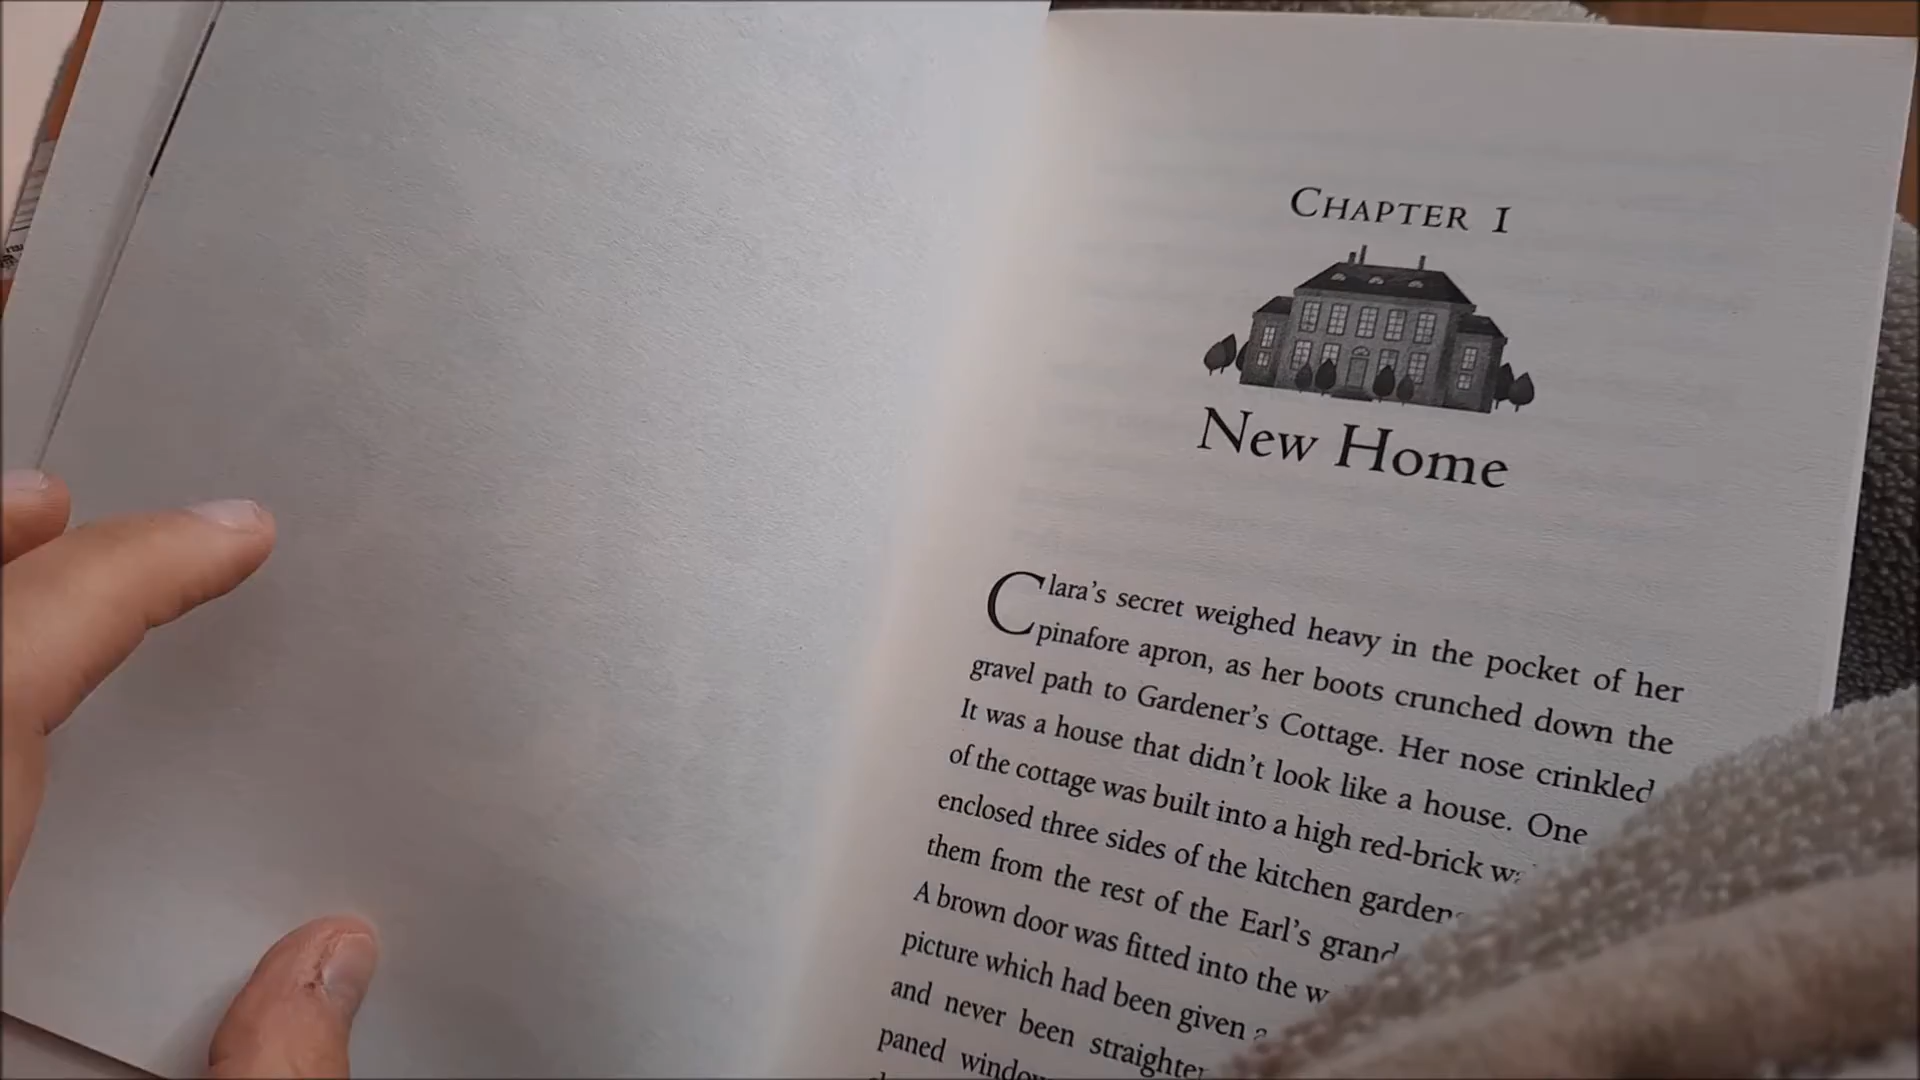 CHAPTER 1
New Home
Clara's secret weighed heavy in the pocket of her
pinafore apron, as her boots crunched down the
gravel path to Gardener's Cottage. Her nose crinkled
It was a house that didn't look like a house. One
of the cottage was built into a high red-brick
enclosed three sides of the kitchen
them from the rest of the Earl's
A brown door was fitted into the
picture which had been given
and never been
paned